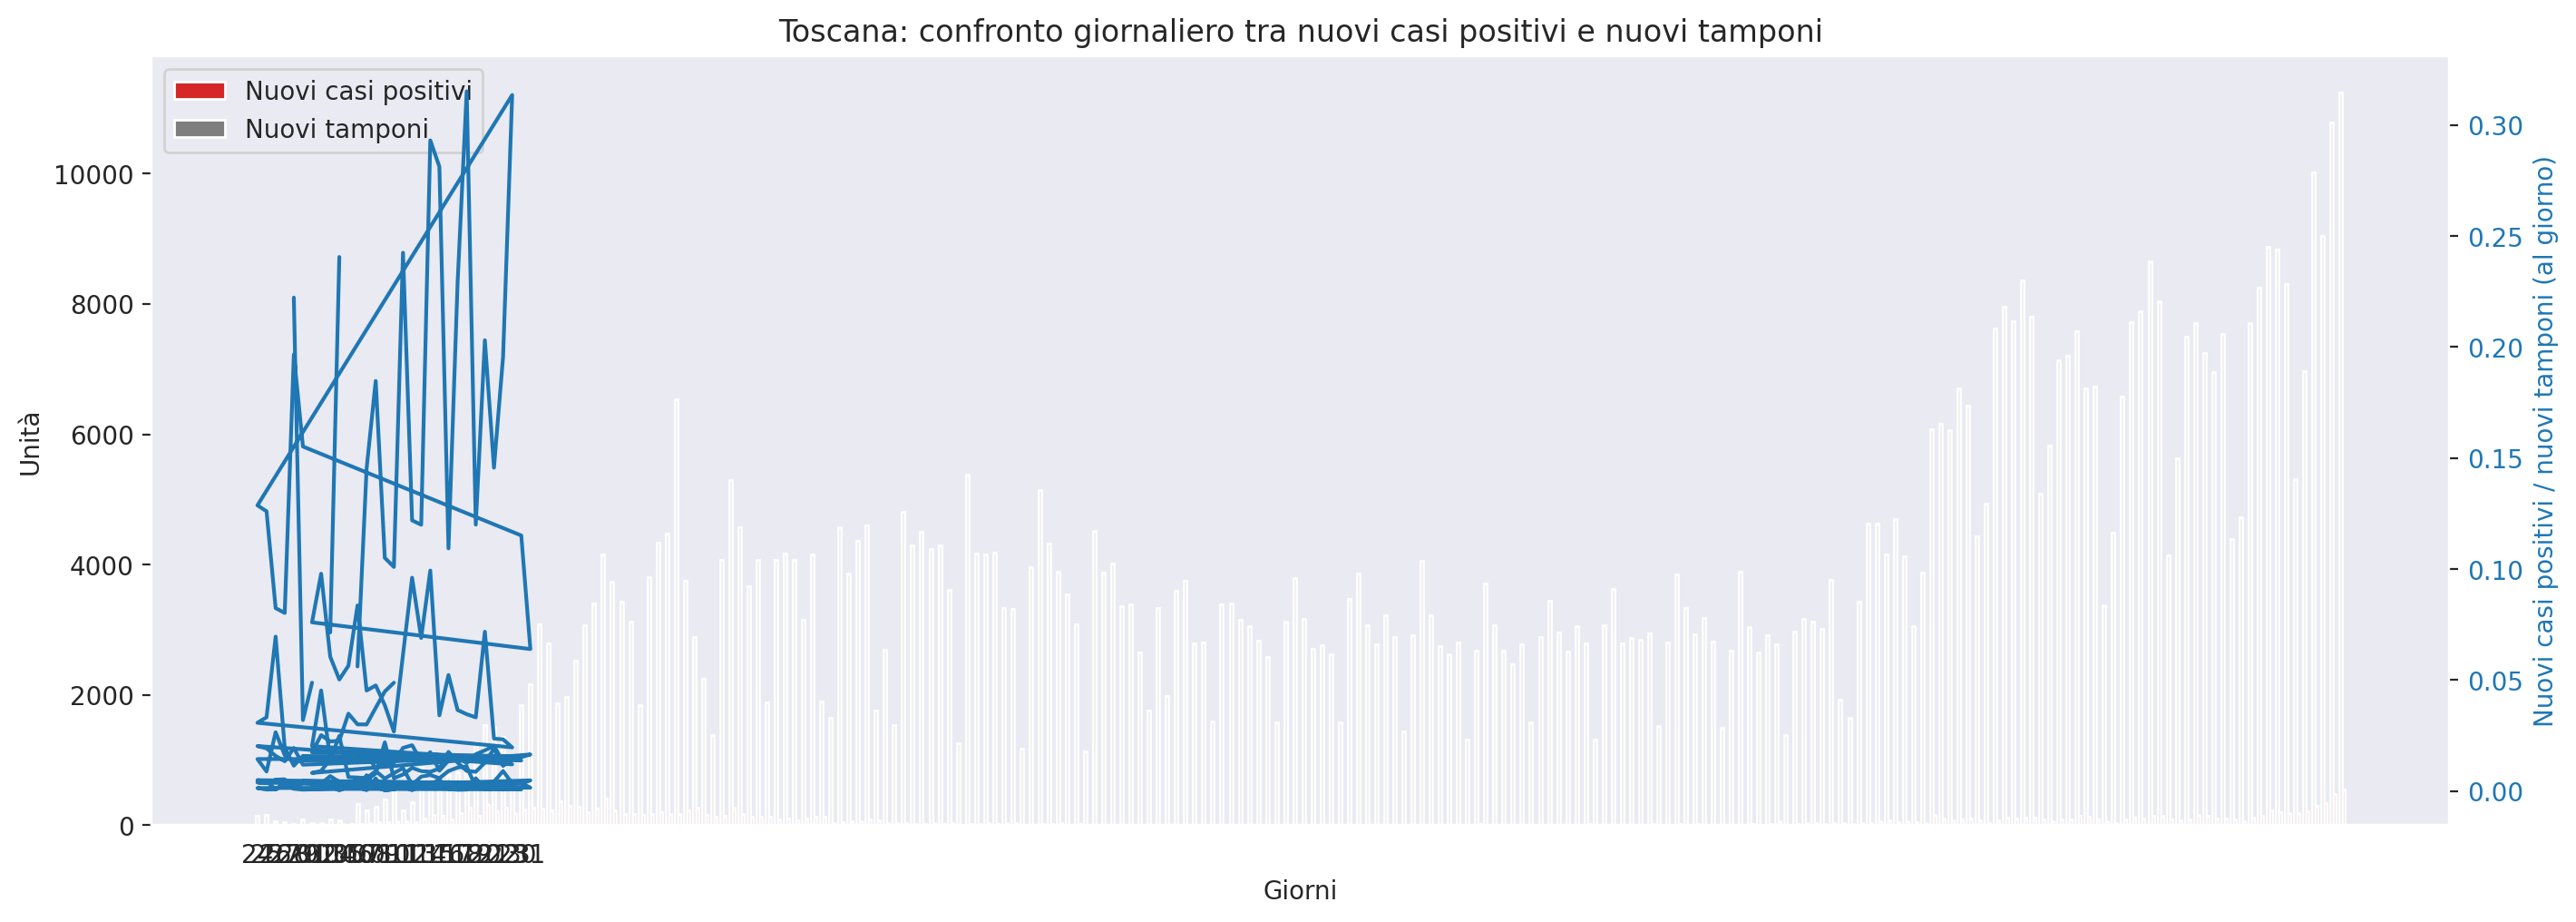 Toscana: confronto giornaliero tra nuovi casi positivi e nuovi tamponi
Nuovi casi positivi
Nuovi tamponi
10000
8000
6000
4000
2000
0
Unità
0.30
0.25
0.20
0.15
0.10
0.05
0.00
Nuovi casi positivi / nuovi tamponi (al giorno)
Giorni